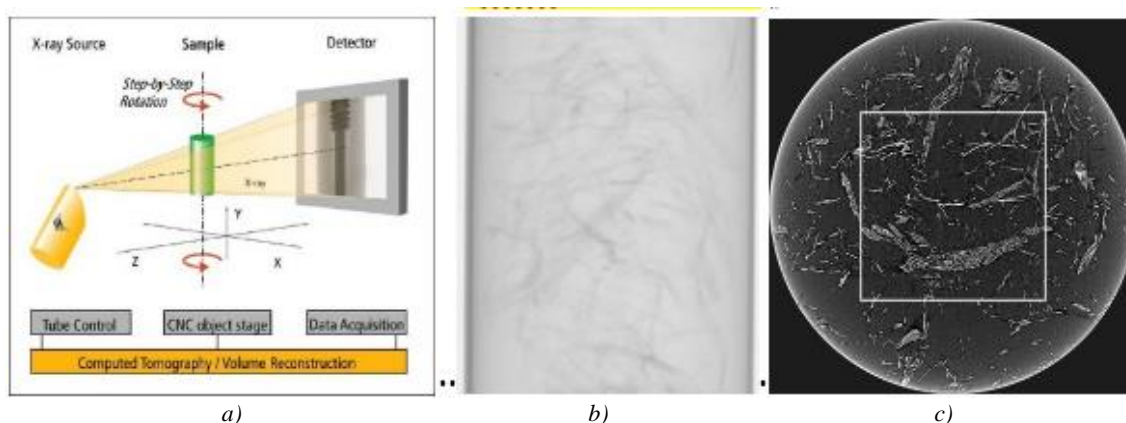 X-ray Source Sample Detector
Step-by-Step
Rotation
X-ray
Y
Z X
Tube Control CNC object stage Data Acquisition
Computed Tomography / Volume Reconstruction
a) b) c)